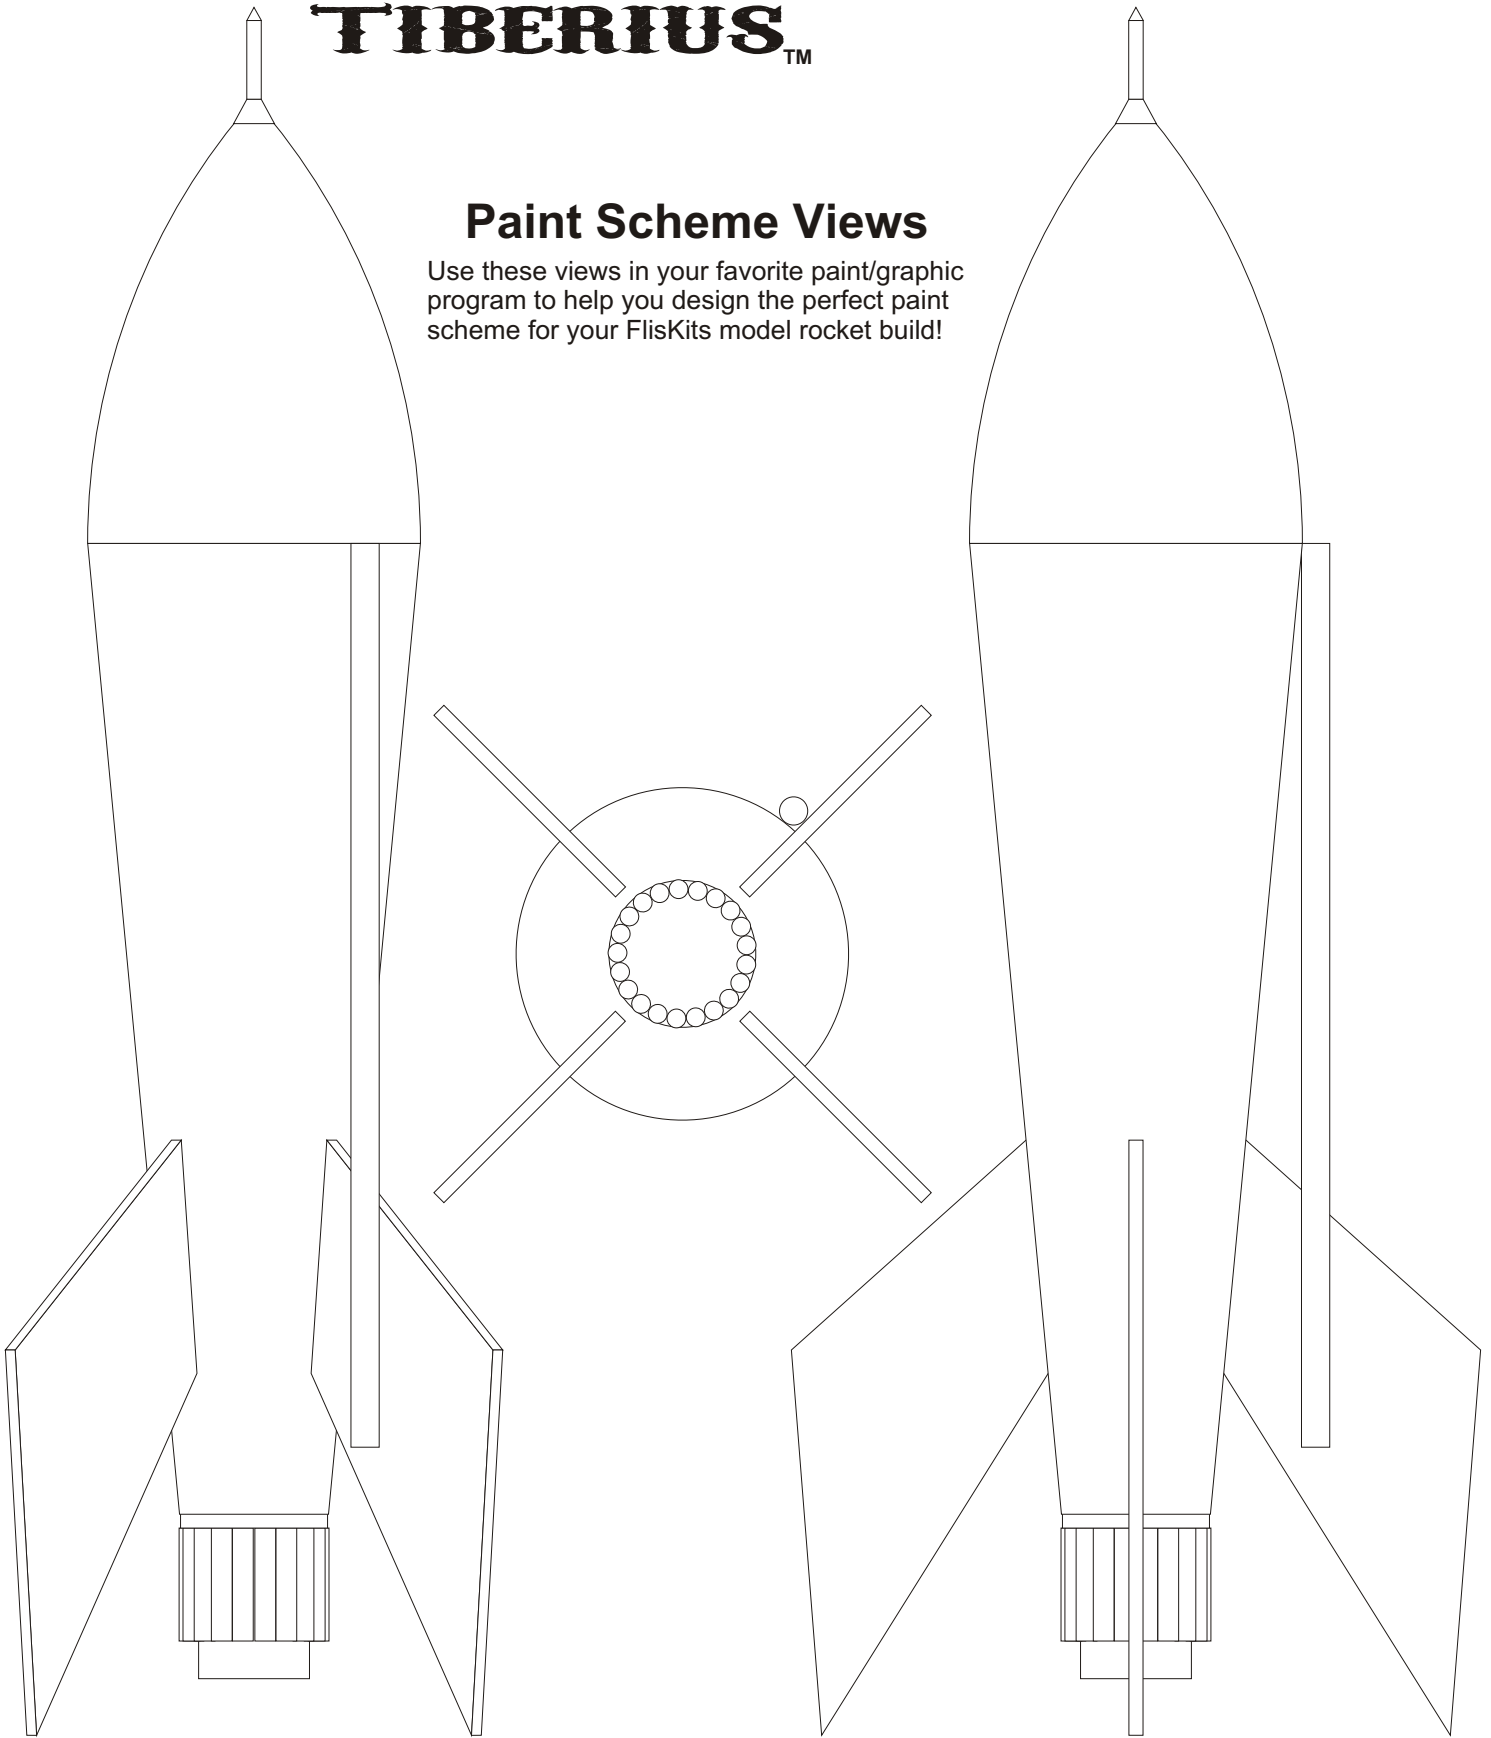 TIBERIUS™
Paint Scheme Views
Use these views in your favorite paint/graphic
program to help you design the perfect paint
scheme for your FlisKits model rocket build!